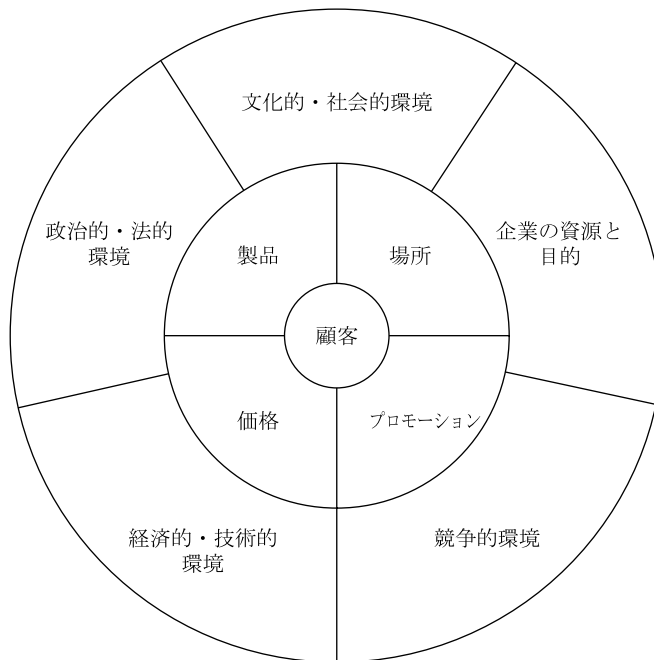 文化的・社会的環境
政治的・法的
環境
企業の資源と
目的
製品
場所
顧客
価格
プロモーション
経済的・技術的
環境
競争的環境